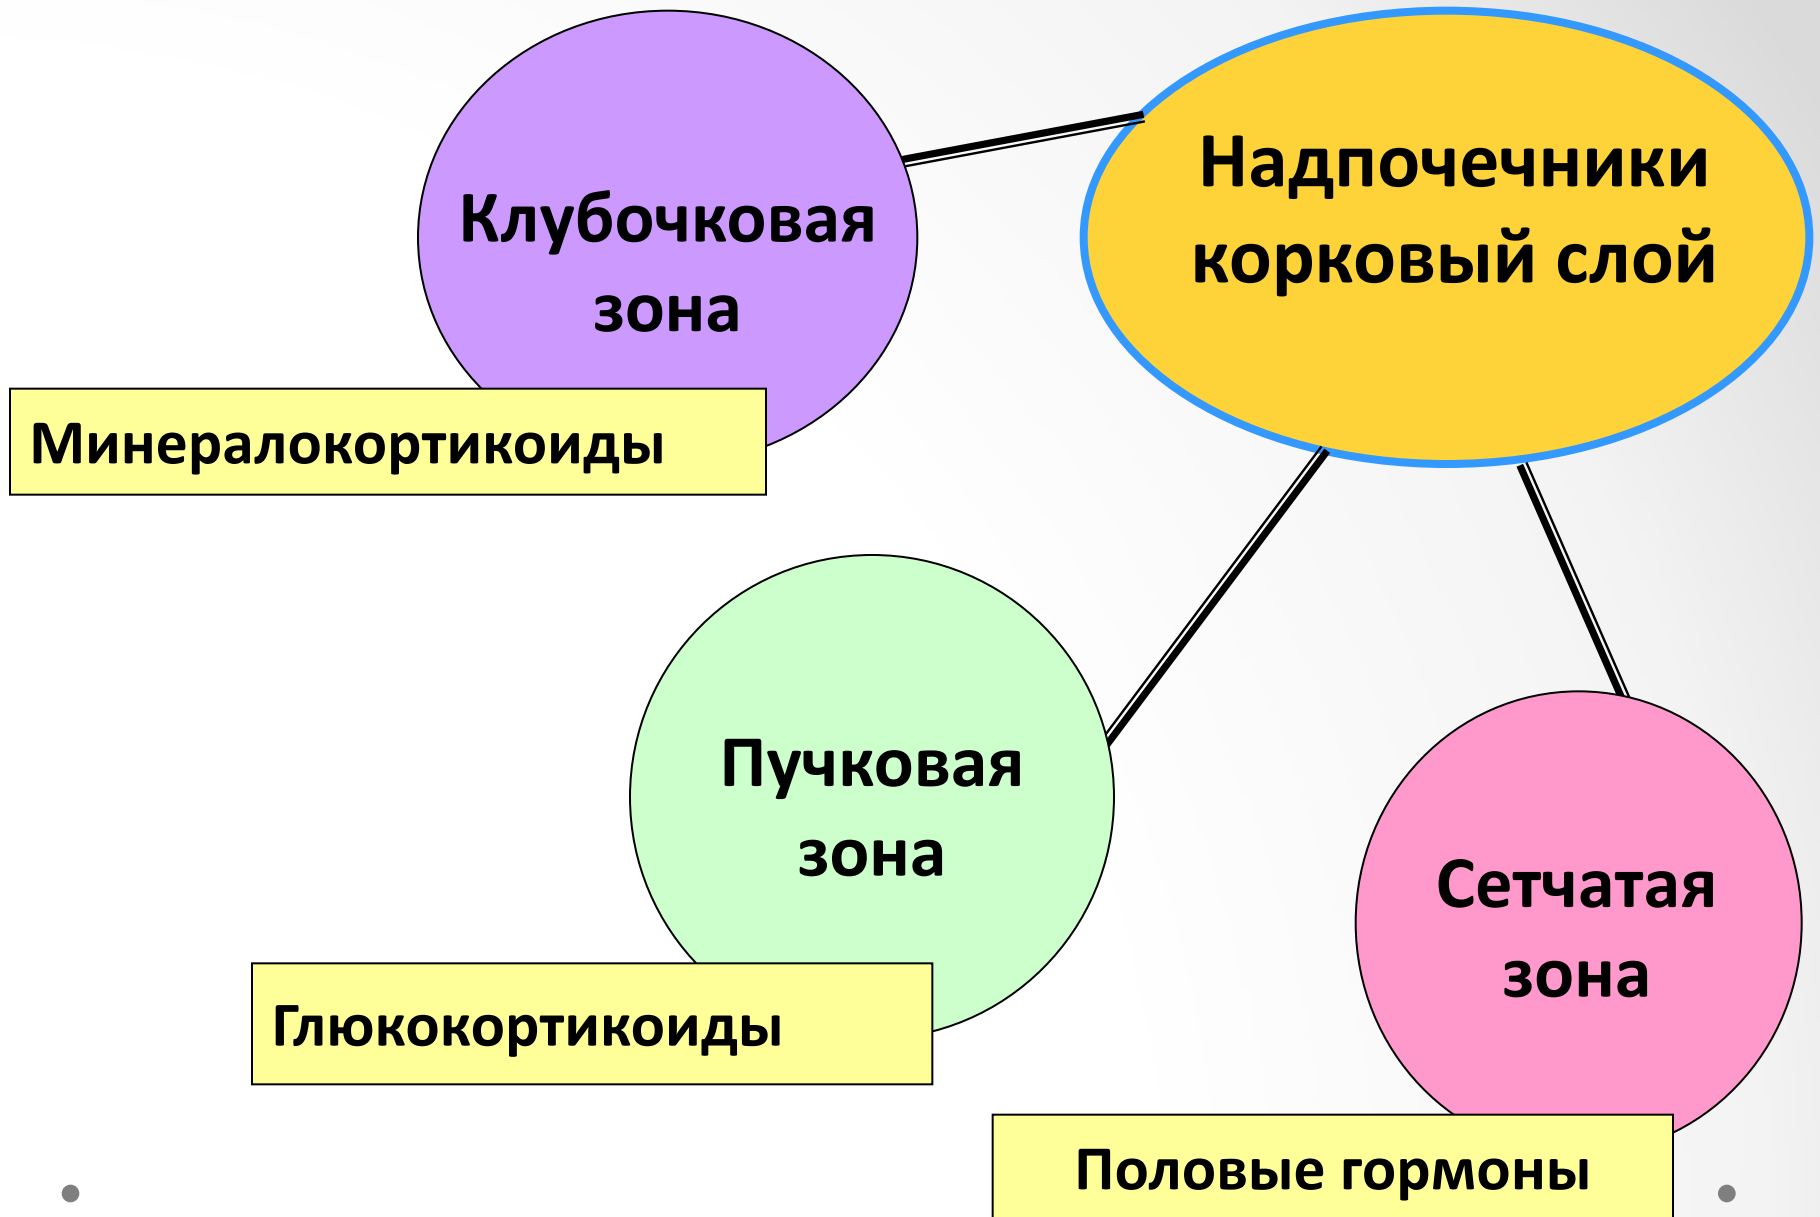 Надпочечники
корковый слой
Клубочковая
зона
Минералокортикоиды
Пучковая
зона
Глюкокортикоиды
Сетчатая
зона
Половые гормоны